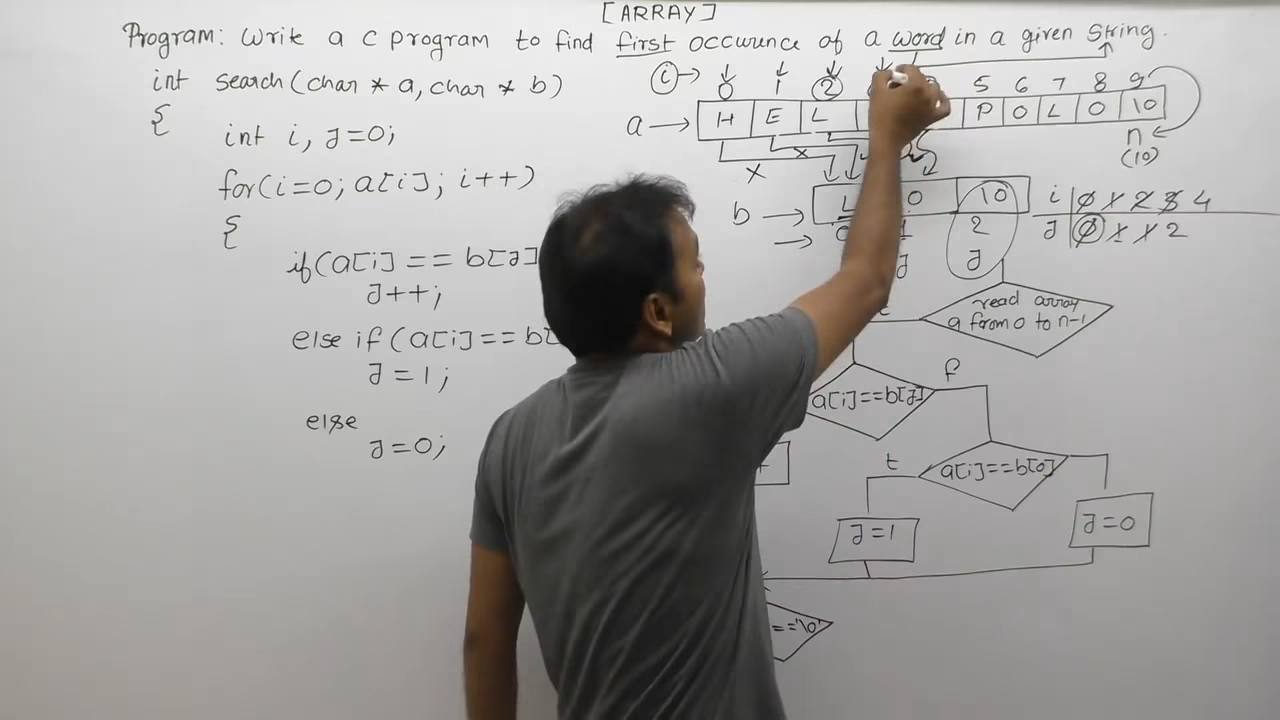 [ARRAY]
Program: Write a C program to find first occurence of a word in a given string.
int search(char * a, char * b)
{
int i, J=0;
for(i=0; a[i]; i++)
{
if(a[i] == b[J]
J++;
else if (a[i]==b[
J=1;
else
J=0;
i → 0 1 2 5 6 7 8 9
a → H E L P O L O \0
n
(10)
b → L O \0
0 1 2
J J
i 0 1 2 3 4
J 0 1 1 2
read array
a from 0 to n-1
t
a[i]==b[J]
f
a[i]==b[0]
t
J=1
J=0
=='\0'